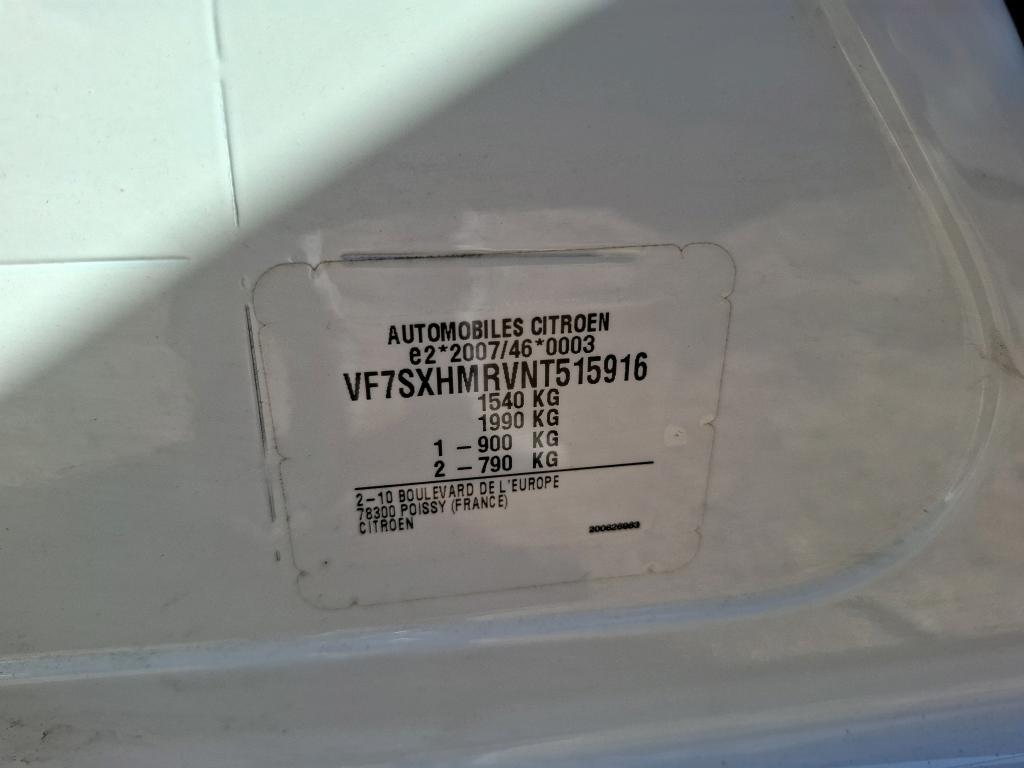 AUTOMOBILES CITROEN
e2*2007/46*0003
VF7SXHMRVNT515916
1540 KG
1990 KG
1 – 900 KG
2 – 790 KG
2–10 BOULEVARD DE L'EUROPE
78300 POISSY (FRANCE)
CITROEN
200626963